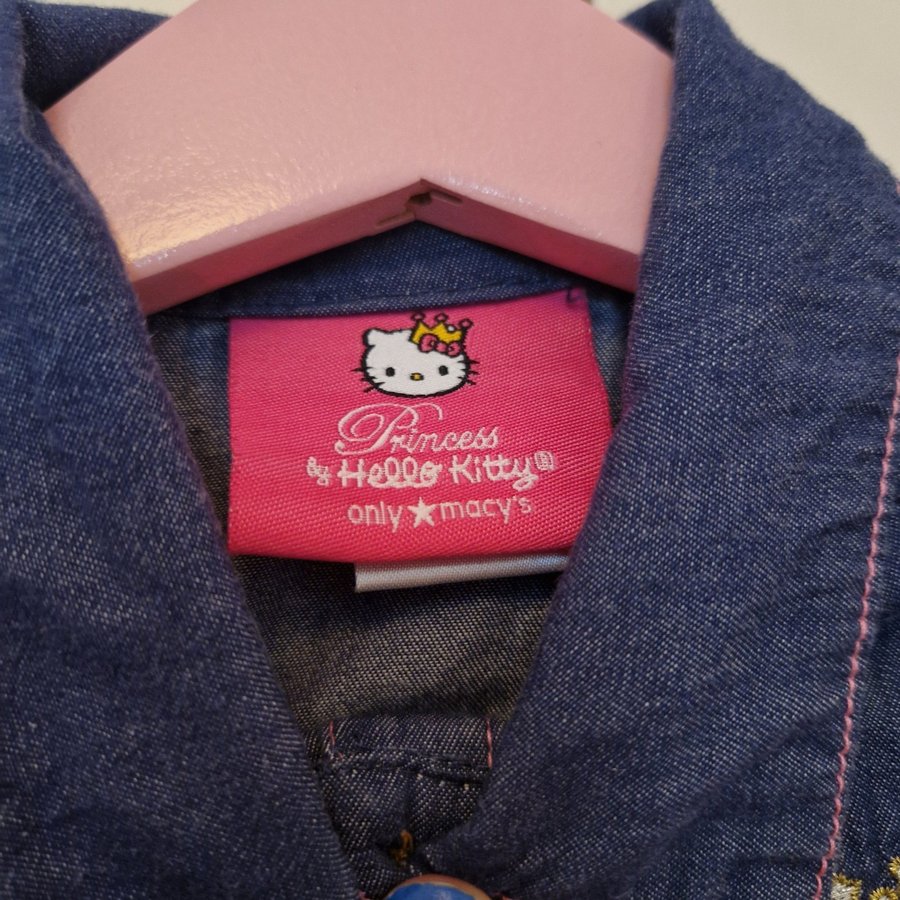 Princess
by Hello Kitty®
only ★ macy's